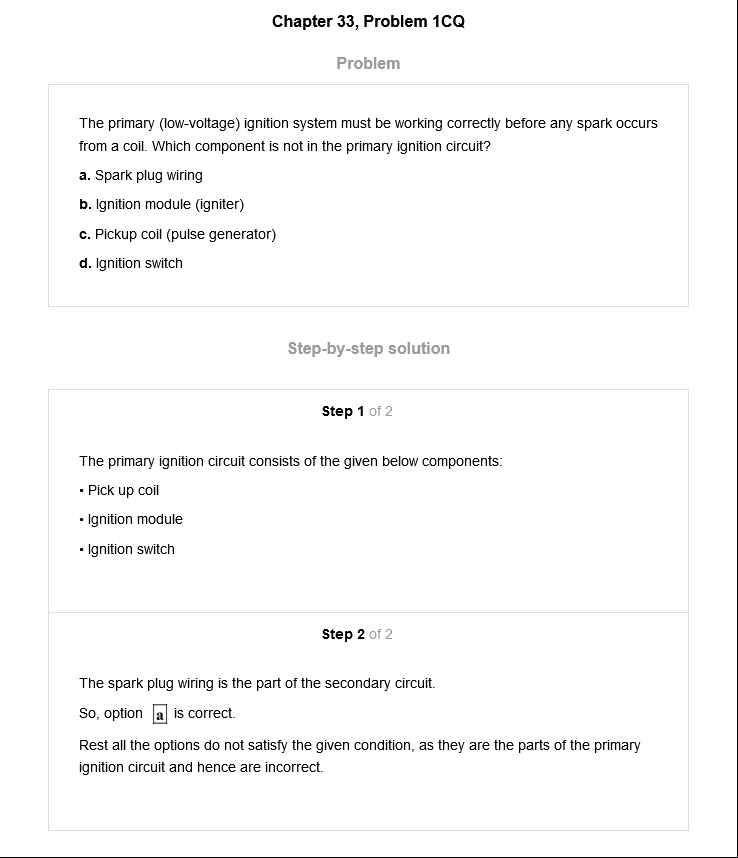 Chapter 33, Problem 1CQ
Problem
The primary (low-voltage) ignition system must be working correctly before any spark occurs
from a coil. Which component is not in the primary ignition circuit?
a. Spark plug wiring
b. Ignition module (igniter)
c. Pickup coil (pulse generator)
d. Ignition switch
Step-by-step solution
Step 1 of 2
The primary ignition circuit consists of the given below components:
• Pick up coil
• Ignition module
• Ignition switch
Step 2 of 2
The spark plug wiring is the part of the secondary circuit.
So, option a is correct.
Rest all the options do not satisfy the given condition, as they are the parts of the primary
ignition circuit and hence are incorrect.